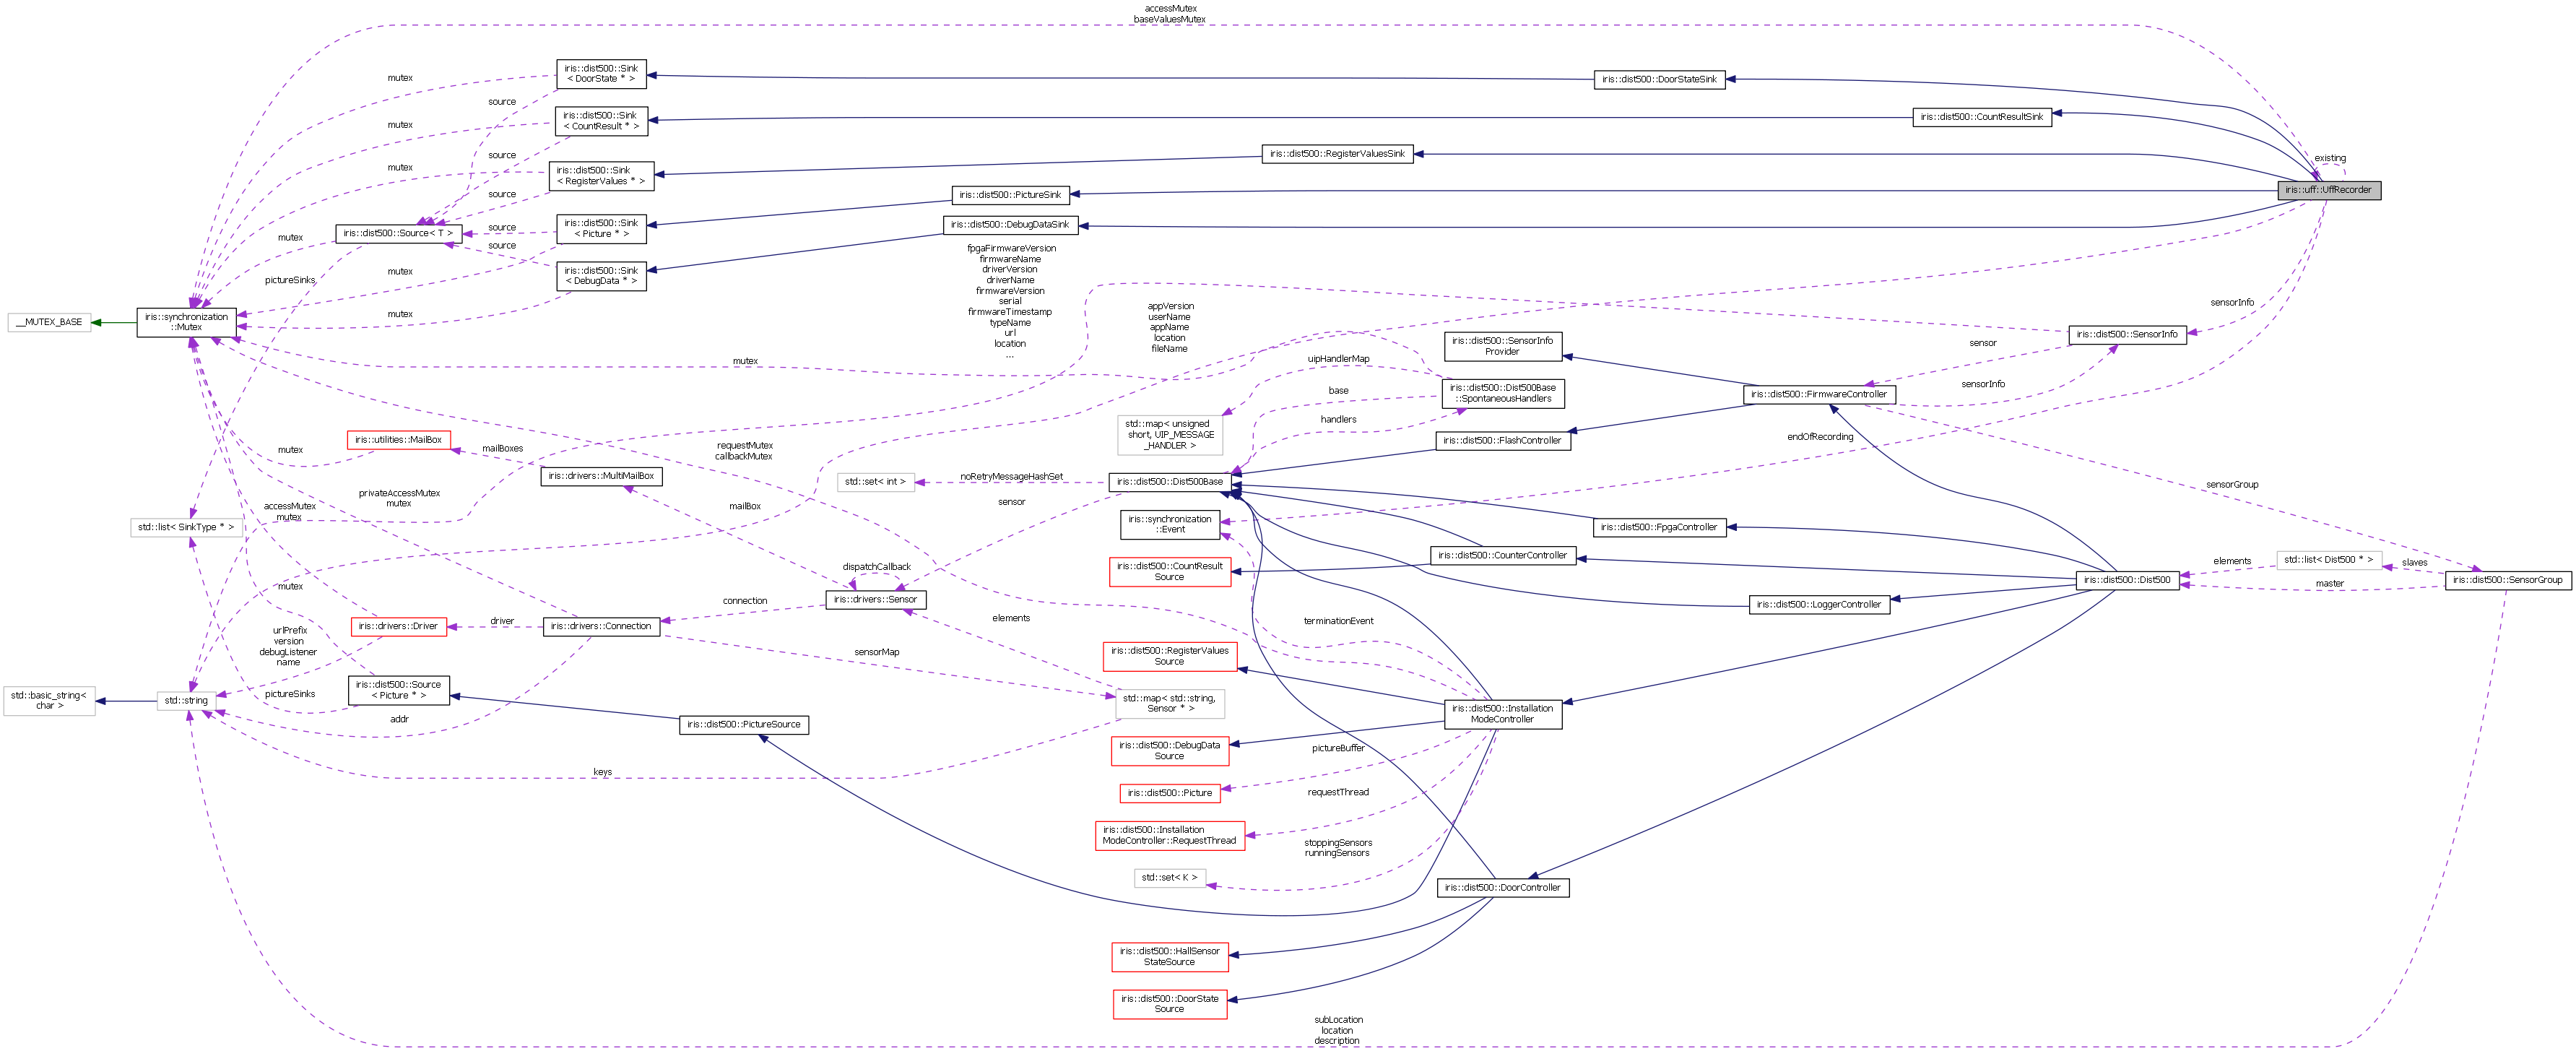 accessMutex
baseValuesMutex
iris::dist500::Sink
< DoorState * >
mutex
source
iris::dist500::DoorStateSink
iris::dist500::Sink
< CountResult * >
mutex
source
iris::dist500::CountResultSink
iris::dist500::RegisterValuesSink
existing
iris::dist500::Sink
< RegisterValues * >
mutex
source
iris::dist500::PictureSink
iris::uff::UffRecorder
iris::dist500::Sink
< Picture * >
source
mutex
iris::dist500::DebugDataSink
iris::dist500::Source< T >
mutex
source
iris::dist500::Sink
< DebugData * >
mutex
pictureSinks
fpgaFirmwareVersion
firmwareName
driverVersion
driverName
firmwareVersion
serial
firmwareTimestamp
typeName
url
location
...
appVersion
userName
appName
location
fileName
sensorInfo
__MUTEX_BASE
iris::synchronization
::Mutex
mutex
iris::dist500::SensorInfo
Provider
iris::dist500::SensorInfo
sensor
uipHandlerMap
sensorInfo
base
iris::dist500::Dist500Base
::SpontaneousHandlers
iris::dist500::FirmwareController
handlers
std::map< unsigned
short, UIP_MESSAGE
_HANDLER >
iris::utilities::MailBox
mutex
mailBoxes
requestMutex
callbackMutex
iris::dist500::FlashController
endOfRecording
iris::drivers::MultiMailBox
std::set< int >
noRetryMessageHashSet
iris::dist500::Dist500Base
sensorGroup
privateAccessMutex
mutex
accessMutex
mutex
mailBox
sensor
std::list< SinkType * >
iris::synchronization
::Event
iris::dist500::FpgaController
iris::dist500::CounterController
iris::dist500::CountResult
Source
dispatchCallback
elements
std::list< Dist500 * >
slaves
iris::dist500::Dist500
master
iris::dist500::SensorGroup
mutex
connection
iris::drivers::Sensor
iris::dist500::LoggerController
elements
terminationEvent
iris::drivers::Driver
driver
iris::drivers::Connection
urlPrefix
version
debugListener
name
sensorMap
iris::dist500::RegisterValues
Source
iris::dist500::Source
< Picture * >
pictureSinks
std::basic_string<
char >
std::string
std::map< std::string,
Sensor * >
iris::dist500::Installation
ModeController
addr
iris::dist500::PictureSource
iris::dist500::DebugData
Source
pictureBuffer
keys
iris::dist500::Picture
requestThread
iris::dist500::Installation
ModeController::RequestThread
stoppingSensors
runningSensors
std::set< K >
iris::dist500::DoorController
iris::dist500::HallSensor
StateSource
iris::dist500::DoorState
Source
subLocation
location
description